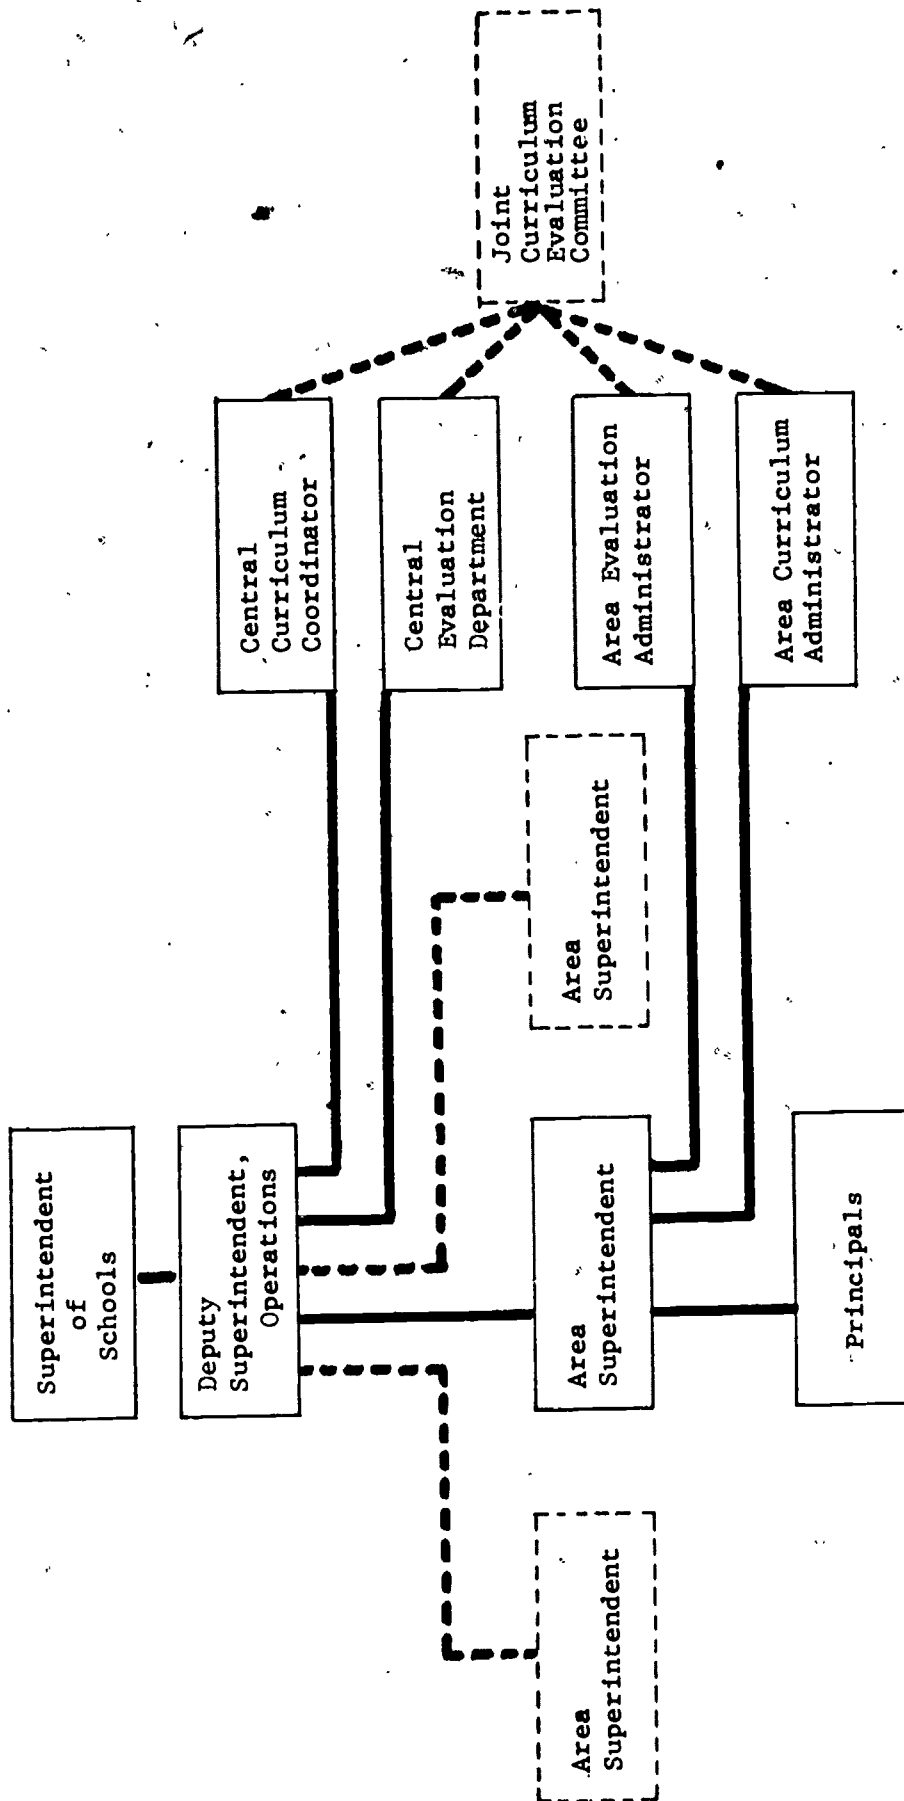 Superintendent
of
Schools
Deputy
Superintendent,
Operations
Central
Curriculum
Coordinator
Central
Evaluation
Department
Joint
Curriculum
Evaluation
Committee
Area
Superintendent
Area
Superintendent
Area
Superintendent
Area Evaluation
Administrator
Area Curriculum
Administrator
Principals